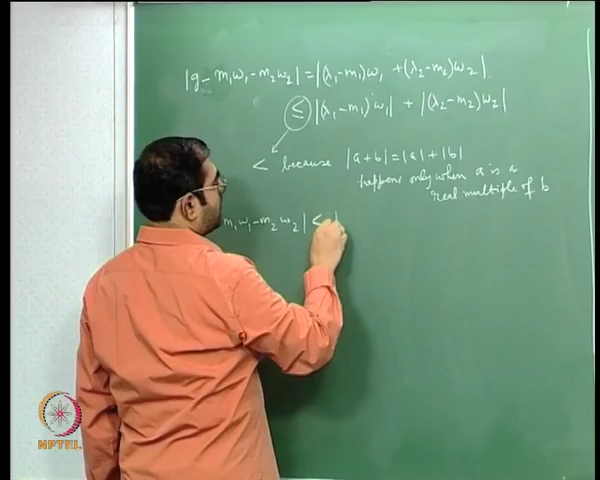 |g - m₁ω₁ - m₂ω₂| = |(λ₁-m₁)ω₁ + (λ₂-m₂)ω₂|
≤ |(λ₁-m₁)ω₁| + |(λ₂-m₂)ω₂|
< because |a+b| = |a|+|b|
happens only when a is a
real multiple of b
m₁ω₁ - m₂ω₂| <
NPTEL